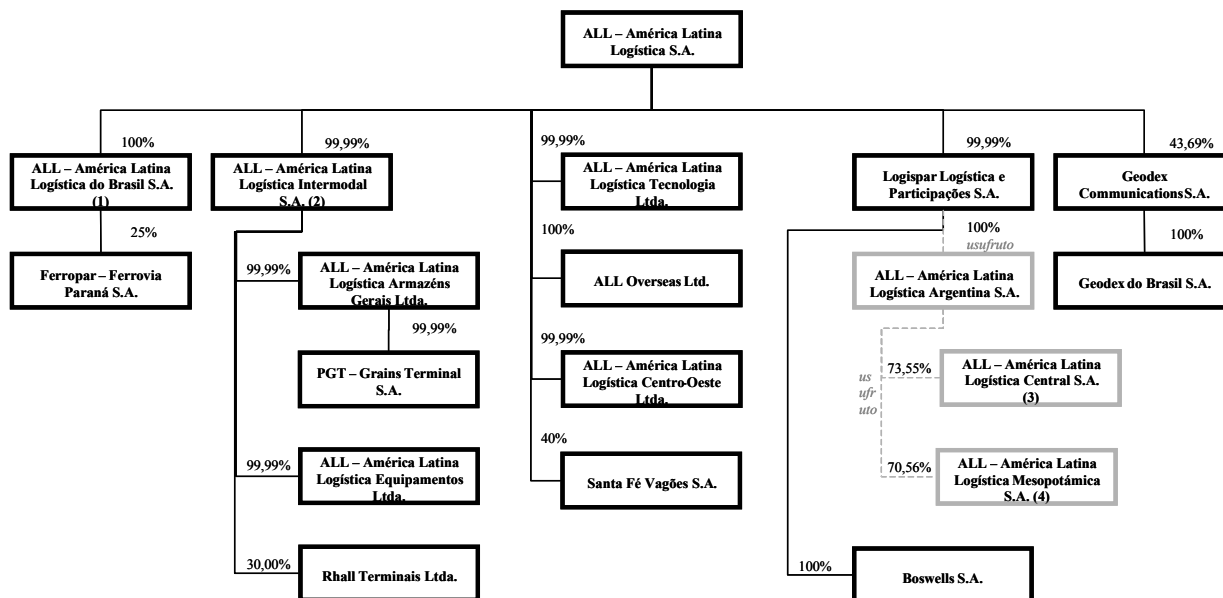 ALL – América Latina
Logística S.A.
100%
99,99%
99,99%
99,99%
43,69%
ALL – América Latina
Logística do Brasil S.A.
(1)
ALL – América Latina
Logística Intermodal
S.A. (2)
ALL – América Latina
Logística Tecnologia
Ltda.
Logispar Logística e
Participações S.A.
Geodex
Communications S.A.
25%
100%
100%
usufruto
100%
Ferropar – Ferrovia
Paraná S.A.
99,99%
ALL – América Latina
Logística Armazéns
Gerais Ltda.
ALL Overseas Ltd.
ALL – América Latina
Logística Argentina S.A.
Geodex do Brasil S.A.
99,99%
99,99%
PGT – Grains Terminal
S.A.
ALL – América Latina
Logística Centro-Oeste
Ltda.
us
ufr
uto
73,55%
ALL – América Latina
Logística Central S.A.
(3)
99,99%
ALL – América Latina
Logística Equipamentos
Ltda.
40%
Santa Fé Vagões S.A.
70,56%
ALL – América Latina
Logística Mesopotámica
S.A. (4)
30,00%
Rhall Terminais Ltda.
100%
Boswells S.A.